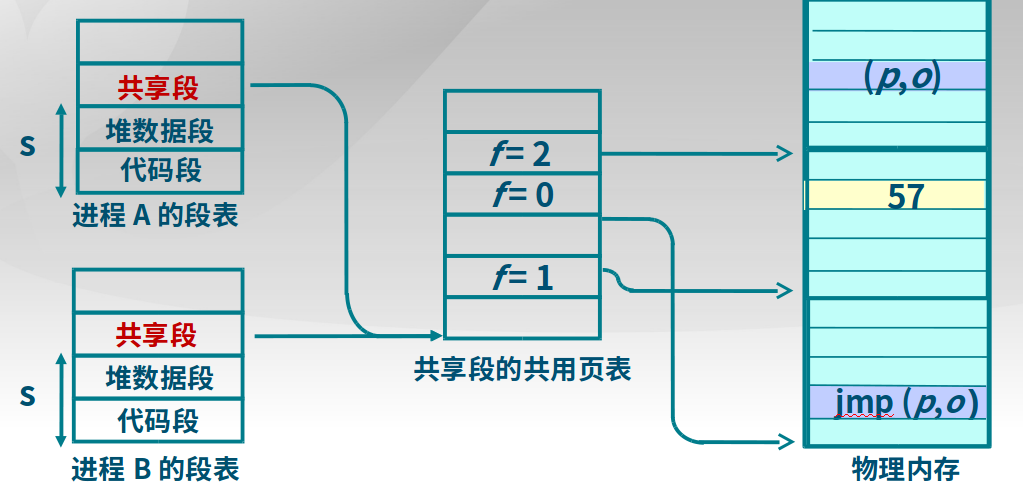 共享段
堆数据段
代码段
S
进程 A 的段表
共享段
堆数据段
代码段
S
进程 B 的段表
f = 2
f = 0
f = 1
共享段的共用页表
(p,o)
57
jmp (p,o)
物理内存